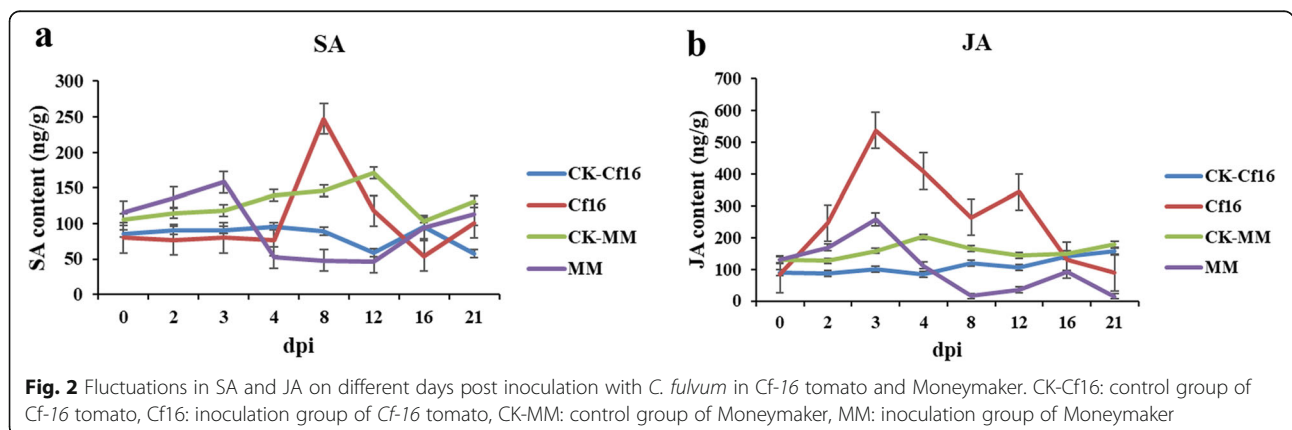 a
SA
300
250
200
150
100
50
0
SA content (ng/g)
0 2 3 4 8 12 16 21
dpi
CK-Cf16
Cf16
CK-MM
MM
b
JA
700
600
500
400
300
200
100
0
JA content (ng/g)
0 2 3 4 8 12 16 21
dpi
CK-Cf16
Cf16
CK-MM
MM
Fig. 2 Fluctuations in SA and JA on different days post inoculation with C. fulvum in Cf-16 tomato and Moneymaker. CK-Cf16: control group of
Cf-16 tomato, Cf16: inoculation group of Cf-16 tomato, CK-MM: control group of Moneymaker, MM: inoculation group of Moneymaker